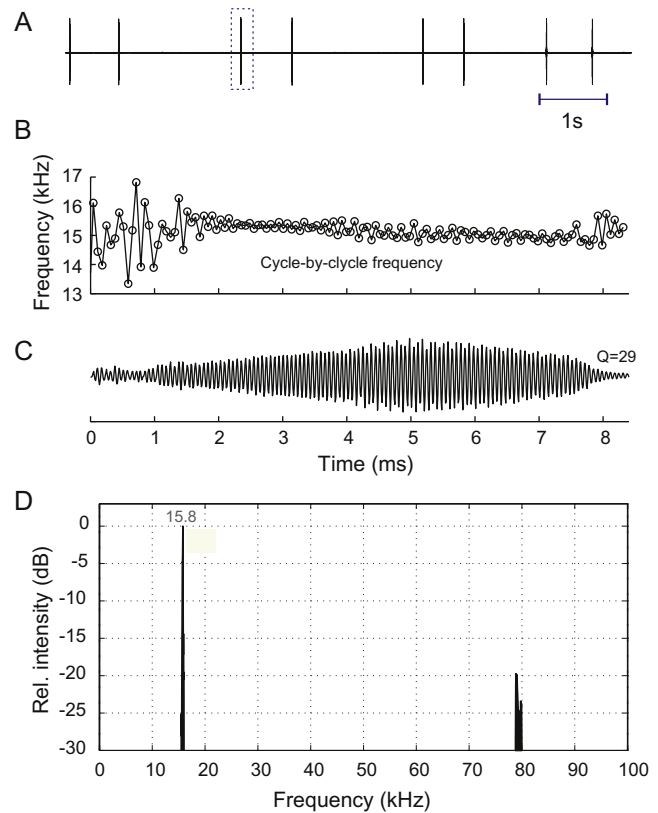 A
1s
B
Frequency (kHz)
17
16
15
14
13
Cycle-by-clycle frequency
C
Q=29
0 1 2 3 4 5 6 7 8
Time (ms)
D
Rel. intensity (dB)
15.8
0
-5
-10
-15
-20
-25
-30
0 10 20 30 40 50 60 70 80 90 100
Frequency (kHz)